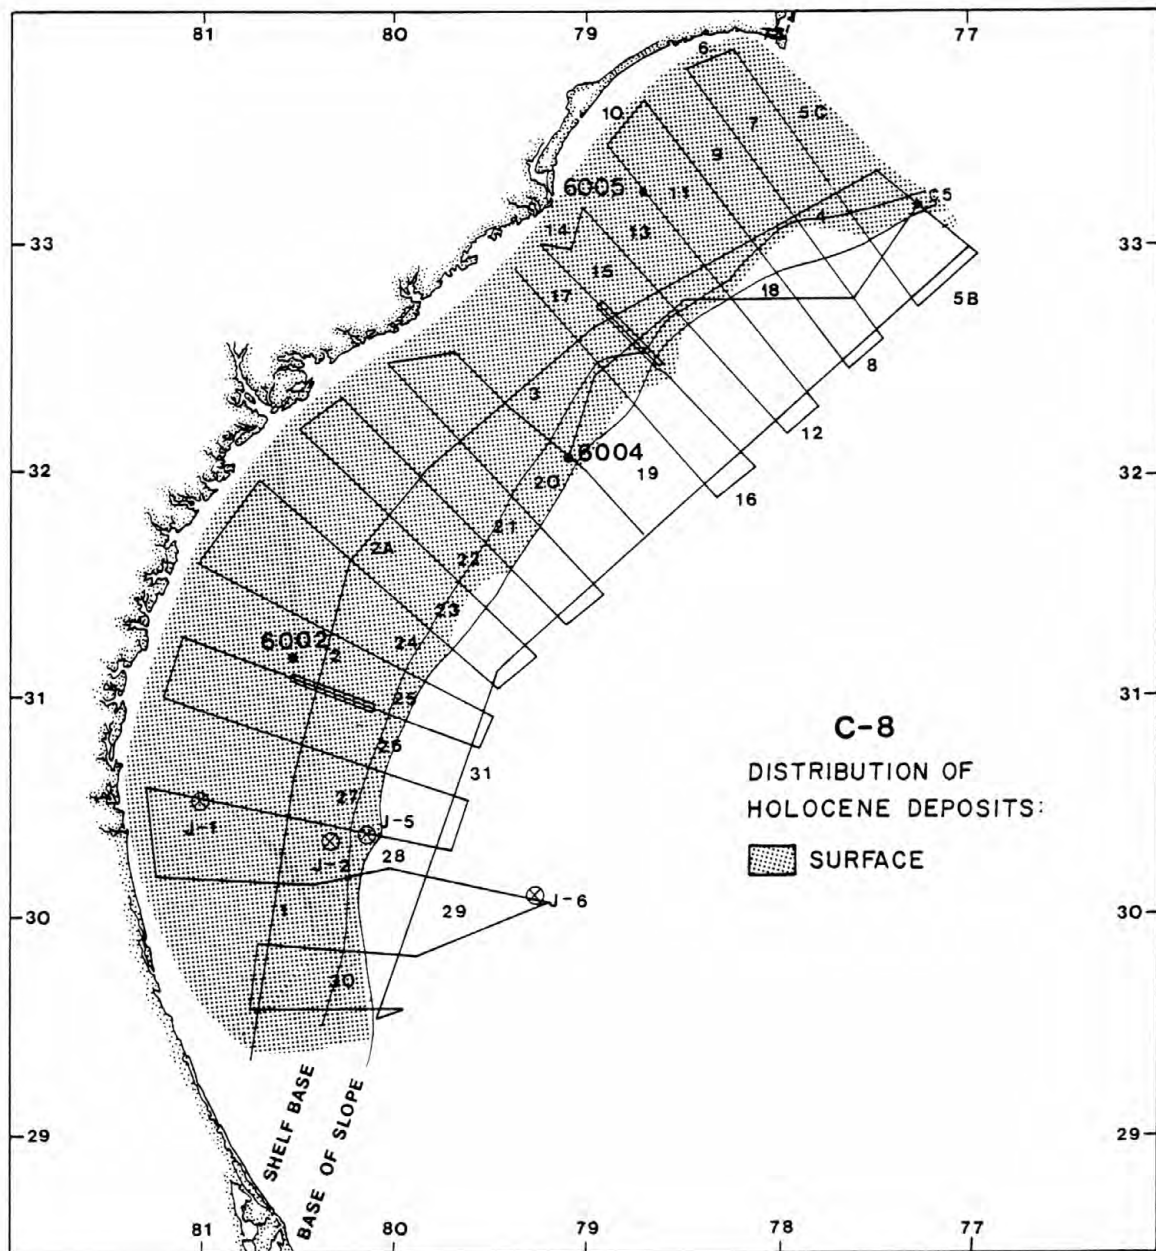 81 80 79 78 77
6
5C
7
10
9
6005
11
C5
4
13
14
33 33
15
17
18
5B
8
3
12
6004
19
20
32 32
16
21
2A
22
23
24
6002
2
31 31
25
26
C-8
31
DISTRIBUTION OF
27
HOLOCENE DEPOSITS:
J-1
J-5
J-2
28
SURFACE
J-6
1
29
30 30
30
SHELF BASE
BASE OF SLOPE
29 29
81 80 79 78 77